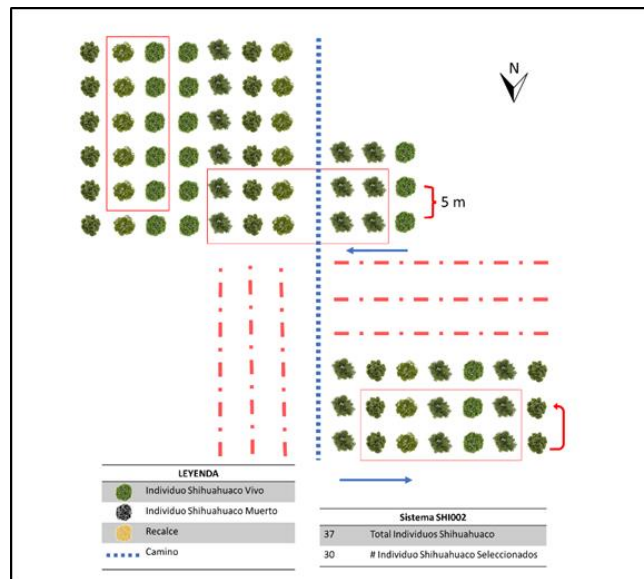 N
5 m
LEYENDA
Individuo Shihuahuaco Vivo
Individuo Shihuahuaco Muerto
Recalce
Camino
Sistema SHI002
37 Total Individuos Shihuahuaco
30 # Individuo Shihuahuaco Seleccionados